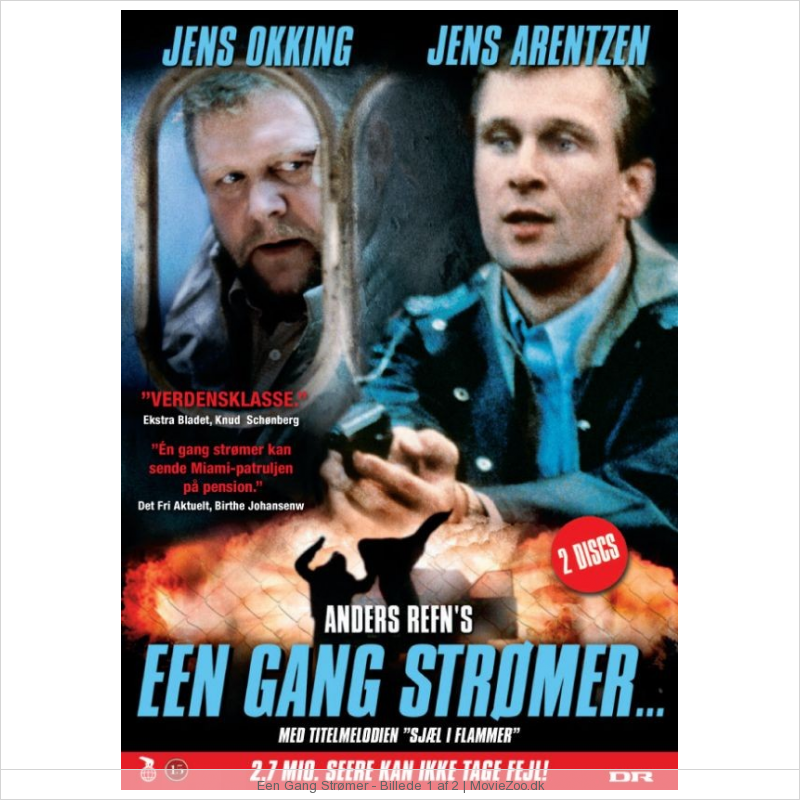 JENS OKKING
JENS ARENTZEN
”VERDENSKLASSE.”
Ekstra Bladet, Knud Schønberg
”Én gang strømer kan
sende Miami-patruljen
på pension.”
Det Fri Aktuelt, Birthe Johansenw
2 DISCS
ANDERS REFN'S
EEN GANG STRØMER...
MED TITELMELODIEN ”SJÆL I FLAMMER”
15
2,7 MIO. SEERE KAN IKKE TAGE FEJL!
DR
Een Gang Strømer - Billede 1 af 2 | MovieZoo.dk